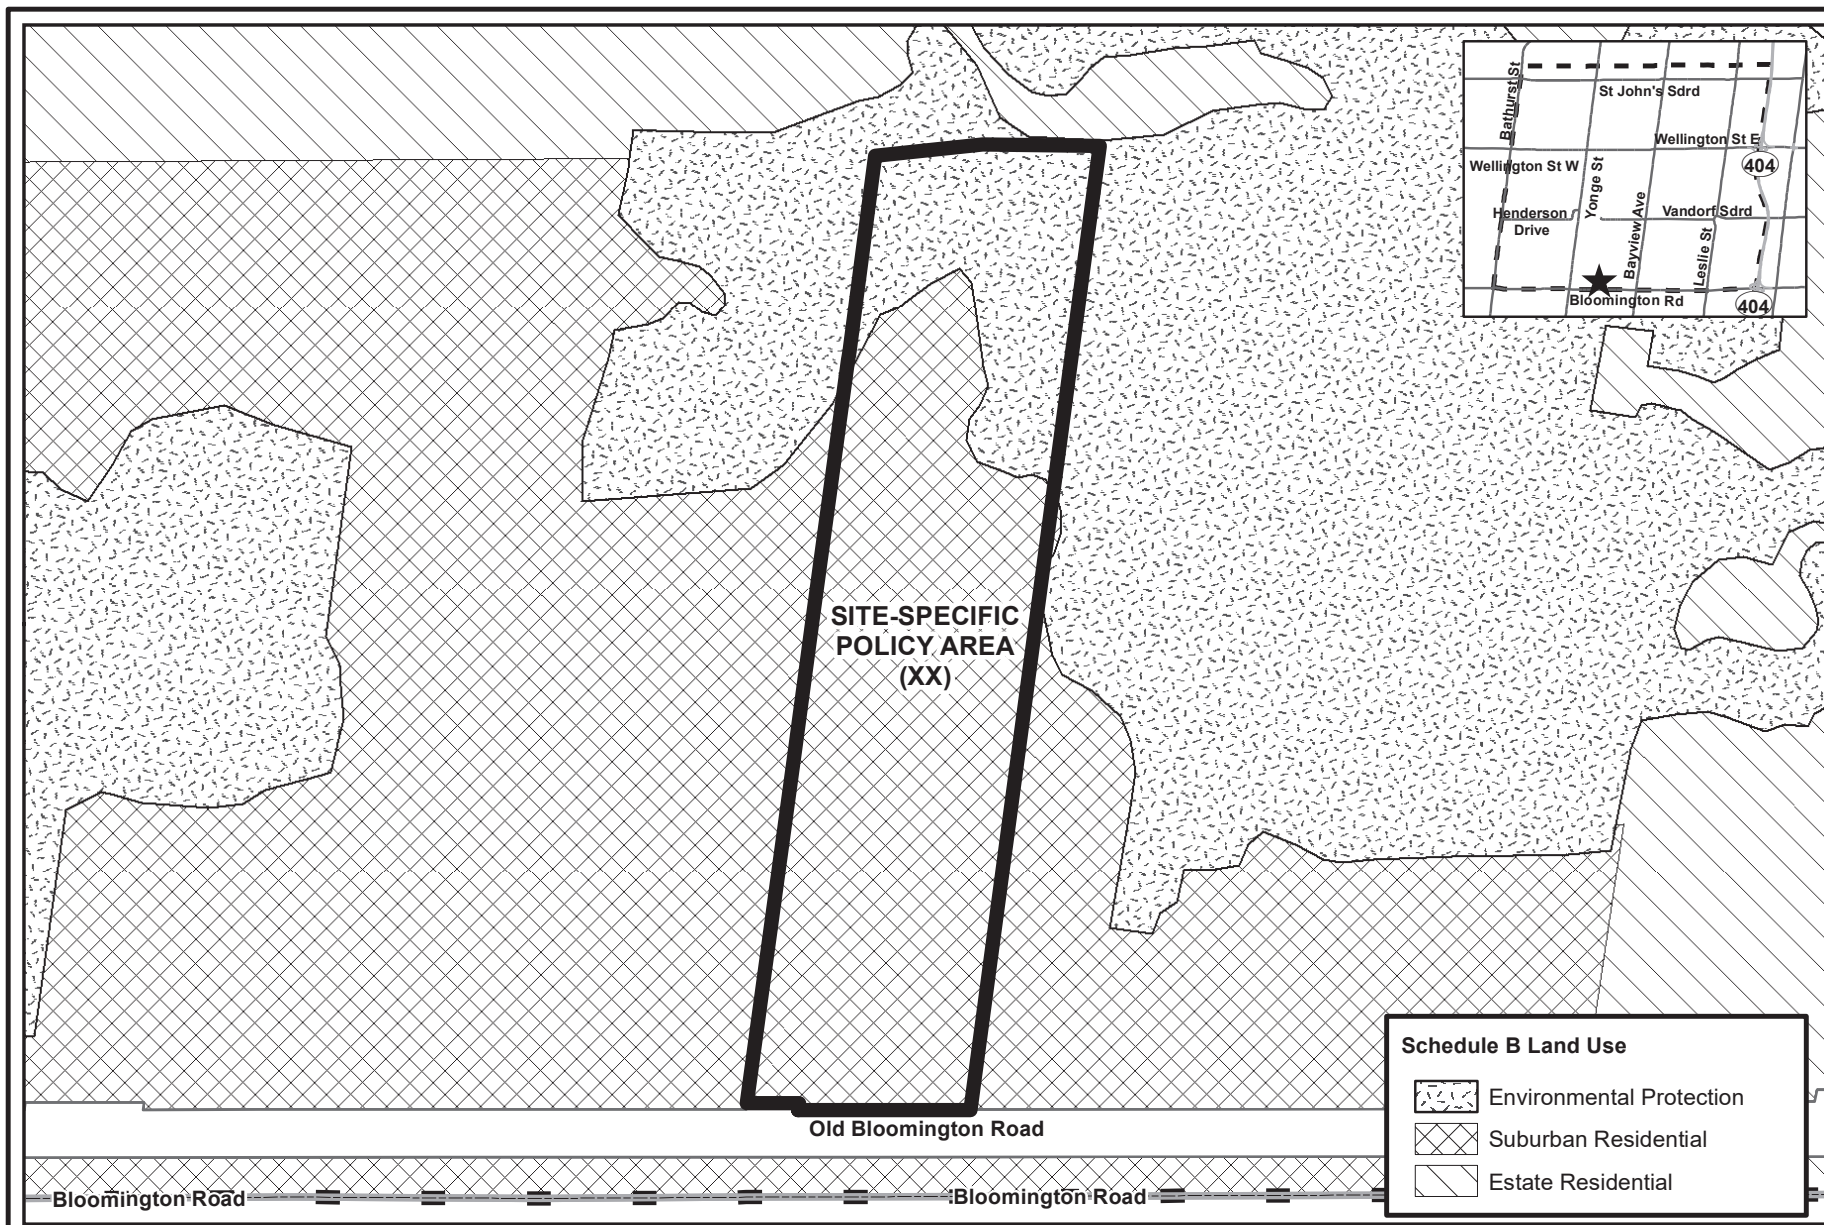 Bathurst St
St John's Sdrd
Wellington St E
404
Wellington St W
Yonge St
Henderson
Drive
Bayview Ave
Vandorf Sdrd
Leslie St
Bloomington Rd
404
SITE-SPECIFIC
POLICY AREA
(XX)
Old Bloomington Road
Bloomington Road
Bloomington Road
Schedule B Land Use
Environmental Protection
Suburban Residential
Estate Residential